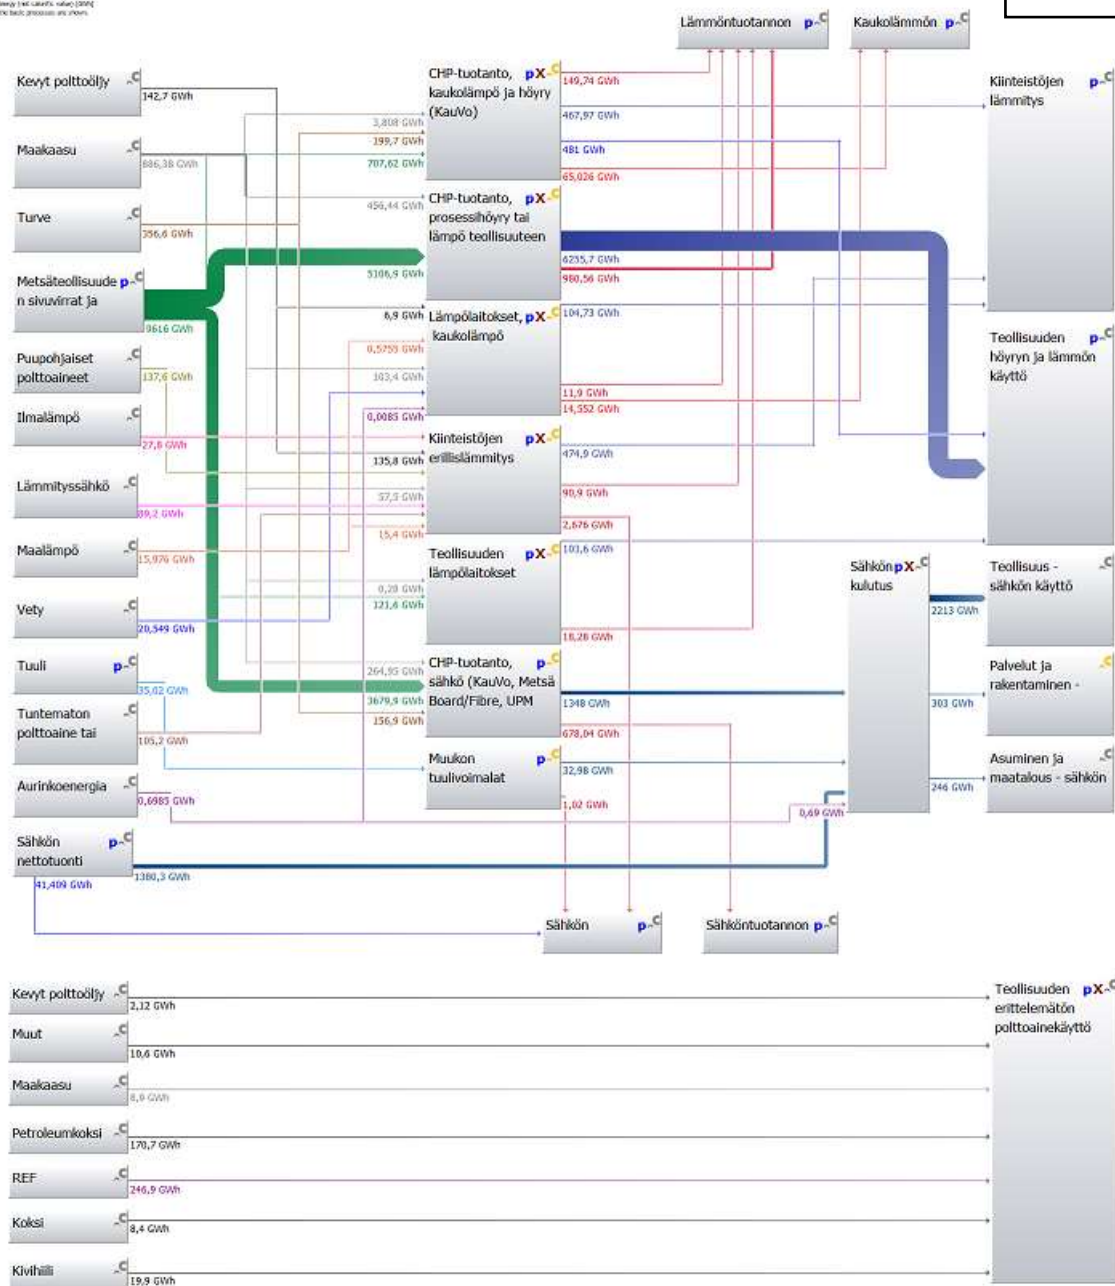 Lämmöntuotannon
Kaukolämmön
Kevyt polttoöljy
142,7 GWh
Maakaasu
886,38 GWh
Turve
356,6 GWh
Metsäteollisuude
n sivuvirrat ja
9616 GWh
Puupohjaiset
polttoaineet
137,6 GWh
Ilmalämpö
27,8 GWh
Lämmityssähkö
89,2 GWh
Maalämpö
15,976 GWh
Vety
20,549 GWh
Tuuli
35,02 GWh
Tuntematon
polttoaine tai
105,2 GWh
Aurinkoenergia
0,6985 GWh
Sähkön
nettotuonti
1380,3 GWh
41,409 GWh
3,808 GWh
199,7 GWh
707,62 GWh
456,44 GWh
5106,9 GWh
6,9 GWh
0,5755 GWh
103,4 GWh
0,0085 GWh
135,8 GWh
57,5 GWh
15,4 GWh
0,28 GWh
121,6 GWh
264,95 GWh
3679,9 GWh
156,9 GWh
CHP-tuotanto,
kaukolämpö ja höyry
(KauVo)
149,74 GWh
467,97 GWh
481 GWh
65,026 GWh
CHP-tuotanto,
prosessihöyry tai
lämpö teollisuuteen
6255,7 GWh
980,56 GWh
Lämpölaitokset,
kaukolämpö
104,73 GWh
11,9 GWh
14,552 GWh
Kiinteistöjen
erillislämmitys
474,9 GWh
90,9 GWh
2,676 GWh
Teollisuuden
lämpölaitokset
103,6 GWh
18,28 GWh
CHP-tuotanto,
sähkö (KauVo, Metsä
Board/Fibre, UPM
1348 GWh
678,04 GWh
Muukon
tuulivoimalat
32,98 GWh
1,02 GWh
Sähkön
kulutus
0,69 GWh
2213 GWh
303 GWh
246 GWh
Kiinteistöjen
lämmitys
Teollisuuden
höyryn ja lämmön
käyttö
Teollisuus -
sähkön käyttö
Palvelut ja
rakentaminen -
Asuminen ja
maatalous - sähkön
Sähkön
Sähköntuotannon
Kevyt polttoöljy
2,12 GWh
Muut
10,6 GWh
Maakaasu
Petroleumkoksi
170,7 GWh
REF
246,9 GWh
Koksi
8,4 GWh
Kivihiili
19,9 GWh
Teollisuuden
erittelemätön
polttoainekäyttö